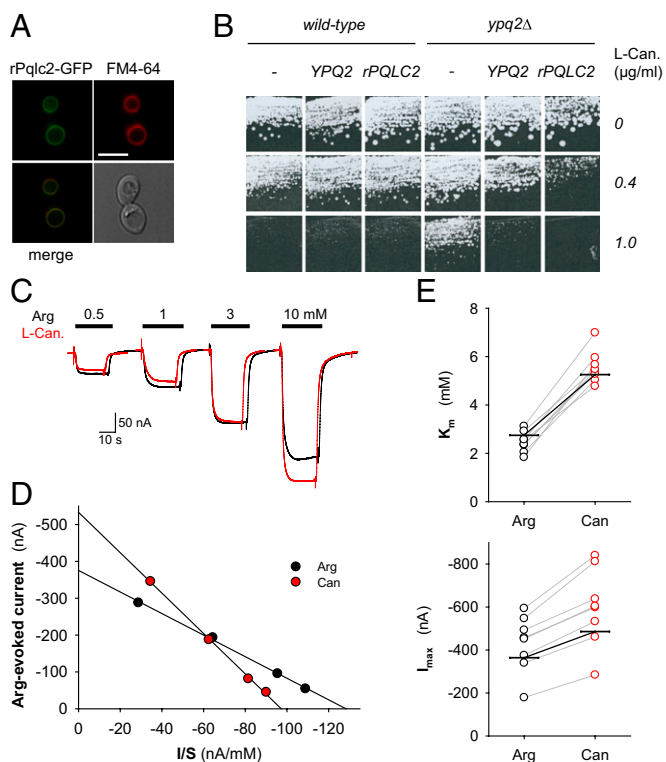 A
rPqlc2-GFP FM4-64
merge
B
wild-type ypq2Δ
L-Can. (µg/ml)
- YPQ2 rPQLC2 - YPQ2 rPQLC2
0
0.4
1.0
C
Arg 0.5 1 3 10 mM
L-Can.
50 nA
10 s
D
Arg-evoked current (nA)
-500
-400
-300
-200
-100
0
Arg
Can
0 -20 -40 -60 -80 -100 -120
I/S (nA/mM)
E
Km (mM)
8
6
4
2
0
Arg Can
Imax (nA)
-800
-600
-400
-200
0
Arg Can